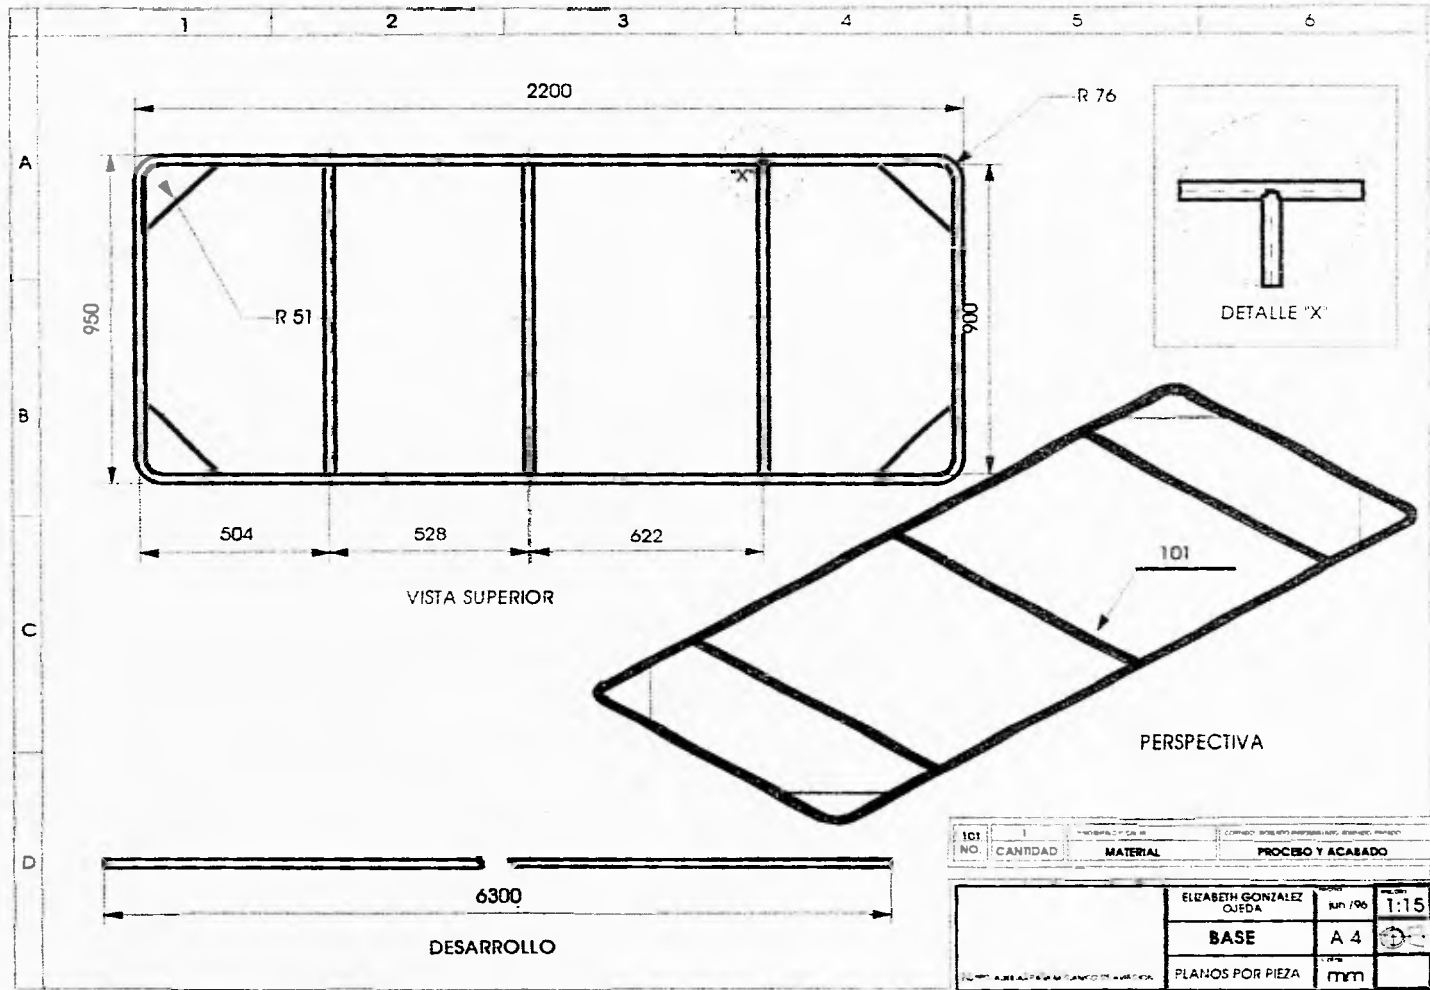 1 2 3 4 5 6
A
B
C
D
2200
R 76
"X"
950
R 51
900
DETALLE "X"
504 528 622
VISTA SUPERIOR
101
PERSPECTIVA
6300
DESARROLLO
101 1
NO. CANTIDAD MATERIAL PROCESO Y ACABADO
ELIZABETH GONZALEZ
OJEDA
jun /96
1:15
BASE
A 4
PLANOS POR PIEZA
mm